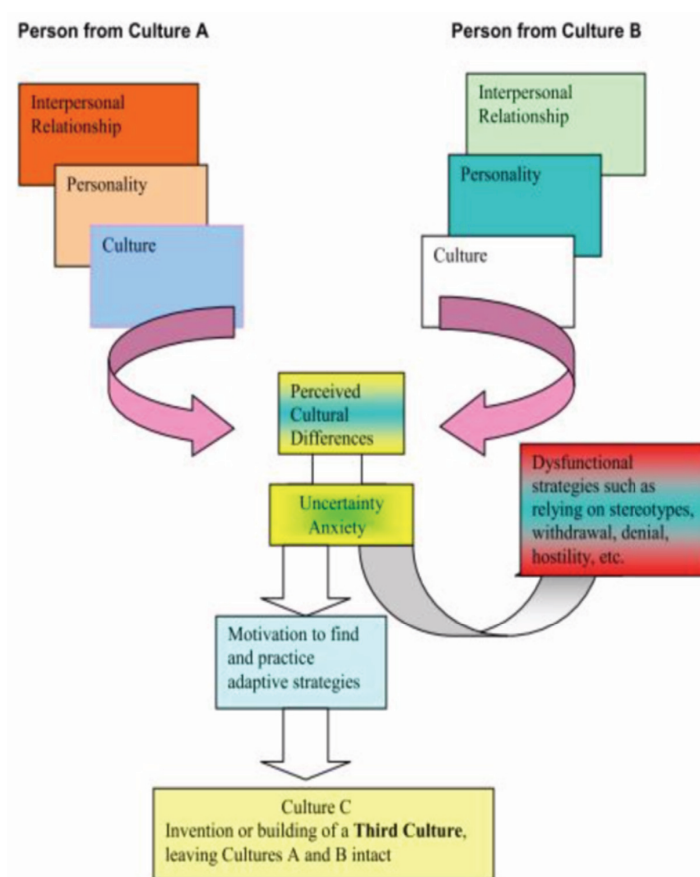 Person from Culture A
Person from Culture B
Interpersonal
Relationship
Personality
Culture
Interpersonal
Relationship
Personality
Culture
Perceived
Cultural
Differences
Uncertainty
Anxiety
Dysfunctional
strategies such as
relying on stereotypes,
withdrawal, denial,
hostility, etc.
Motivation to find
and practice
adaptive strategies
Culture C
Invention or building of a Third Culture,
leaving Cultures A and B intact